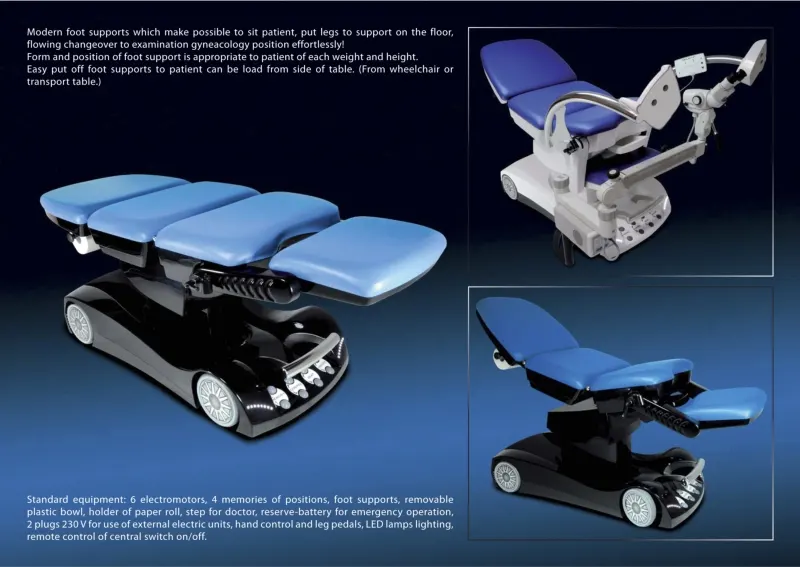 Modern foot supports which make possible to sit patient, put legs to support on the floor,
flowing changeover to examination gyneacology position effortlessly!
Form and position of foot support is appropriate to patient of each weight and height.
Easy put off foot supports to patient can be load from side of table. (From wheelchair or
transport table.)
Standard equipment: 6 electromotors, 4 memories of positions, foot supports, removable
plastic bowl, holder of paper roll, step for doctor, reserve-battery for emergency operation,
2 plugs 230 V for use of external electric units, hand control and leg pedals, LED lamps lighting,
remote control of central switch on/off.